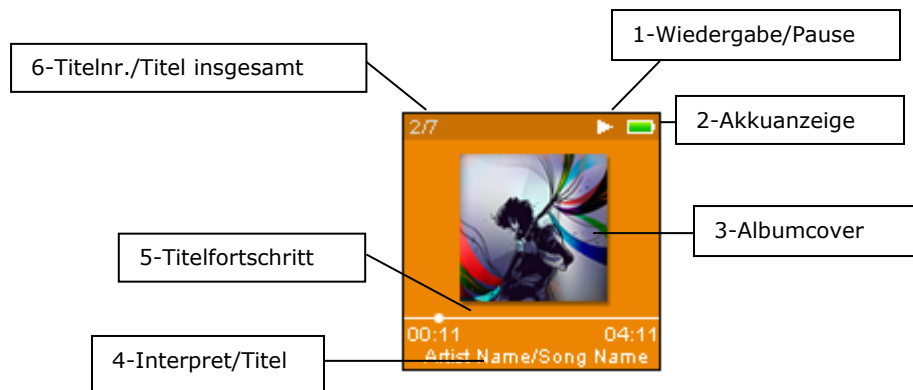 1-Wiedergabe/Pause
6-Titelnr./Titel insgesamt
2/7
2-Akkuanzeige
3-Albumcover
5-Titelfortschritt
00:11 04:11
Artist Name/Song Name
4-Interpret/Titel